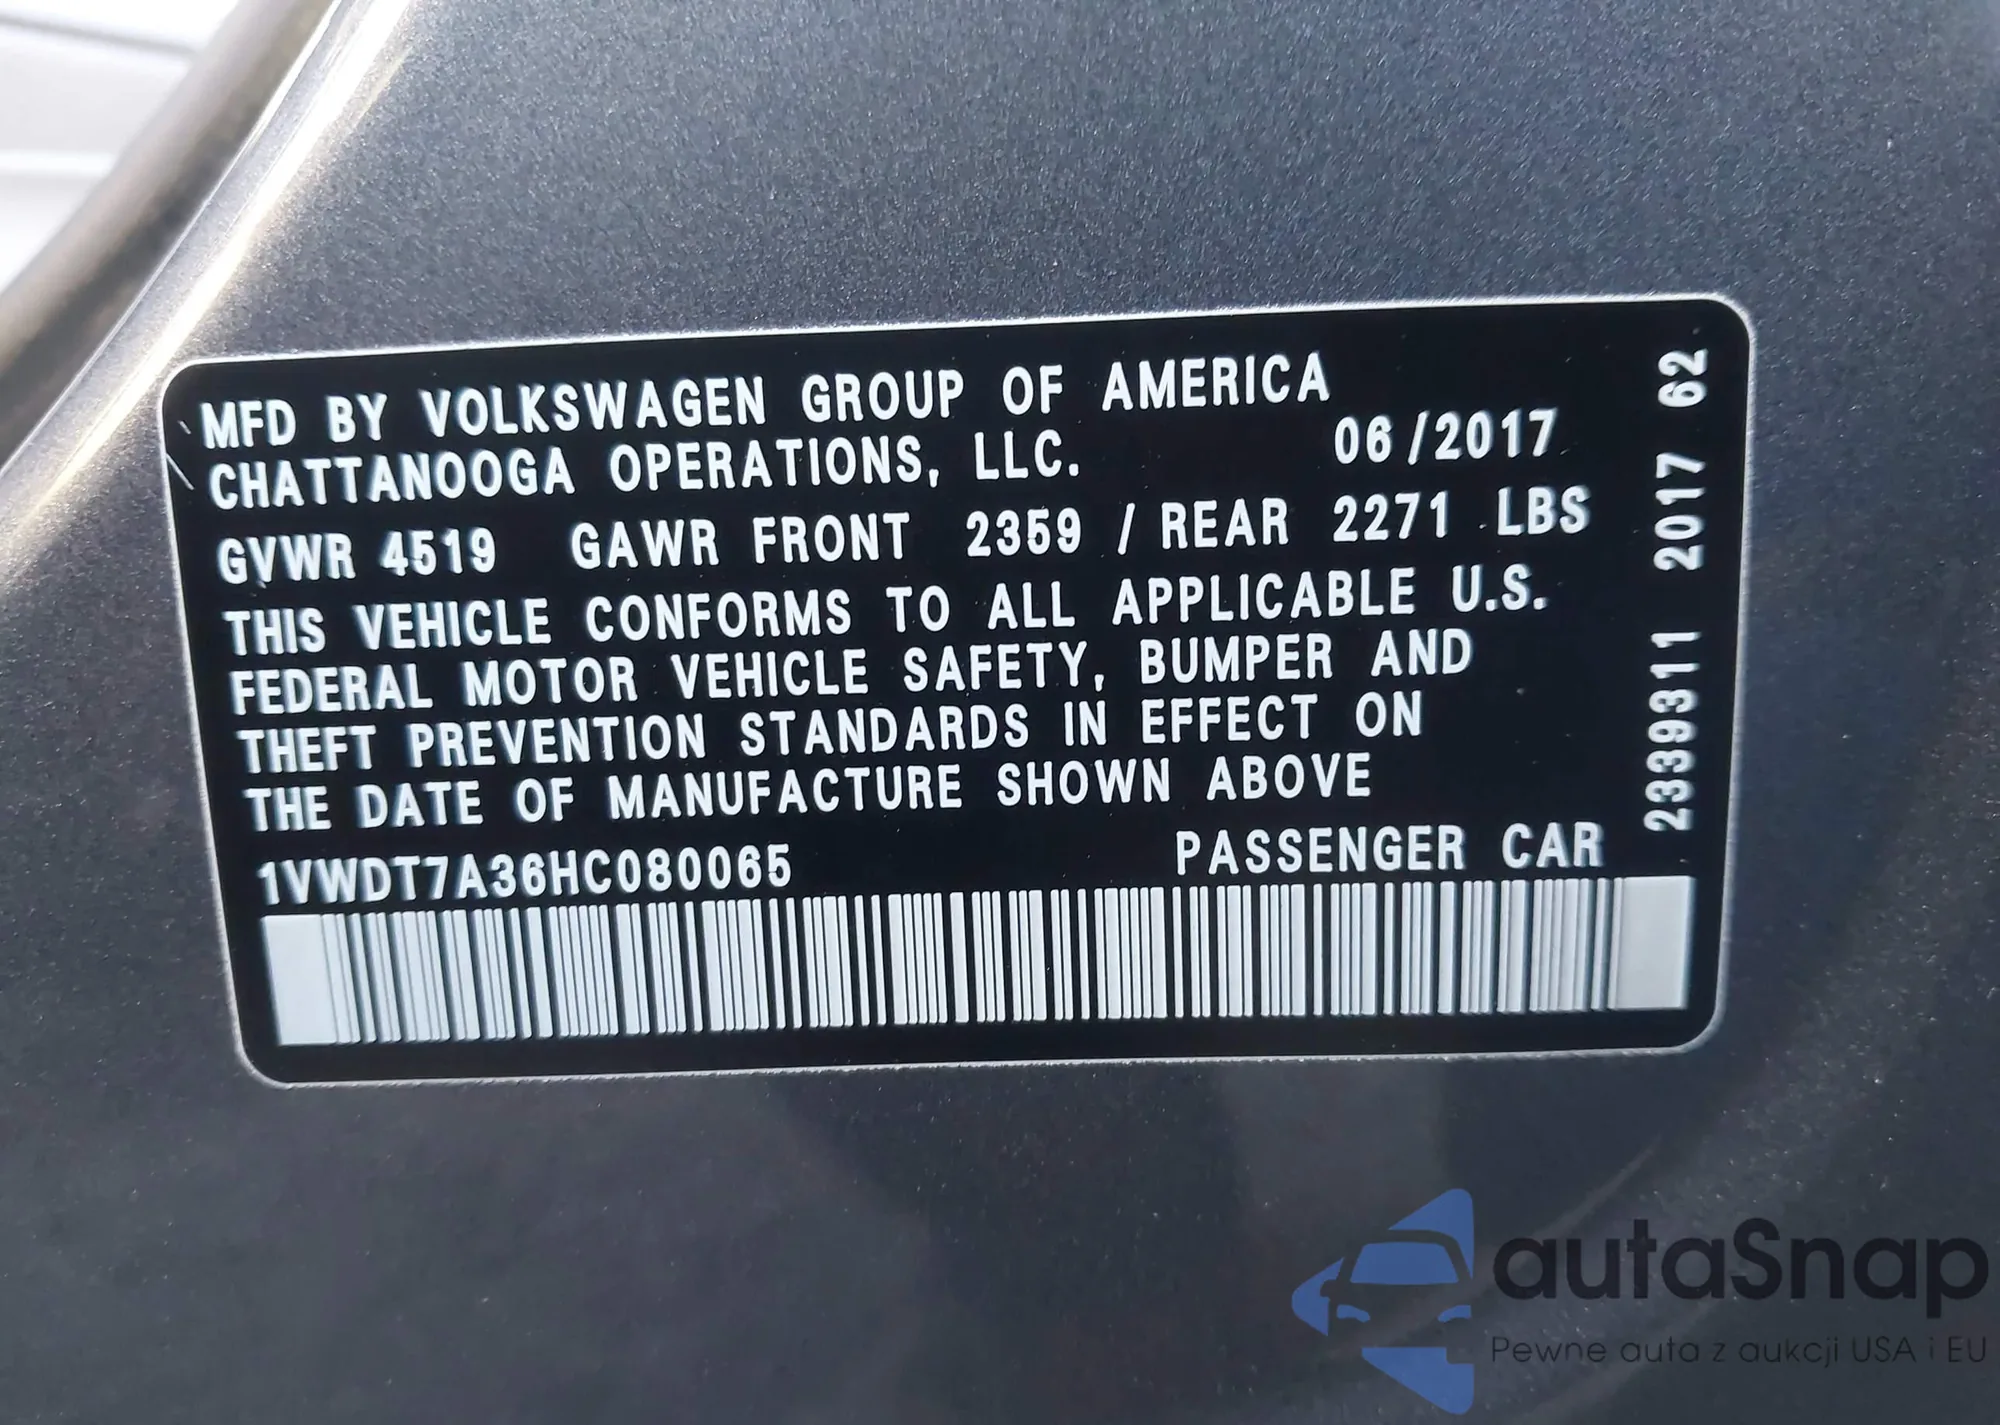 MFD BY VOLKSWAGEN GROUP OF AMERICA
CHATTANOOGA OPERATIONS, LLC. 06/2017
GVWR 4519 GAWR FRONT 2359 / REAR 2271 LBS
THIS VEHICLE CONFORMS TO ALL APPLICABLE U.S.
FEDERAL MOTOR VEHICLE SAFETY, BUMPER AND
THEFT PREVENTION STANDARDS IN EFFECT ON
THE DATE OF MANUFACTURE SHOWN ABOVE
1VWDT7A36HC080065 PASSENGER CAR
2339311 2017 62
autaSnap
Pewne auta z aukcji USA i EU